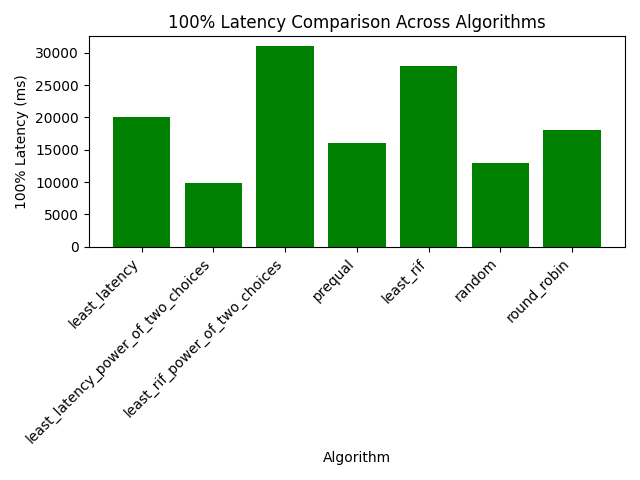 100% Latency Comparison Across Algorithms
100% Latency (ms)
30000
25000
20000
15000
10000
5000
0
least_latency
least_latency_power_of_two_choices
least_rif_power_of_two_choices
prequal
least_rif
random
round_robin
Algorithm